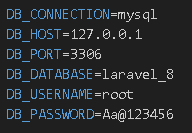 DB_CONNECTION=mysql
DB_HOST=127.0.0.1
DB_PORT=3306
DB_DATABASE=laravel_8
DB_USERNAME=root
DB_PASSWORD=Aa@123456